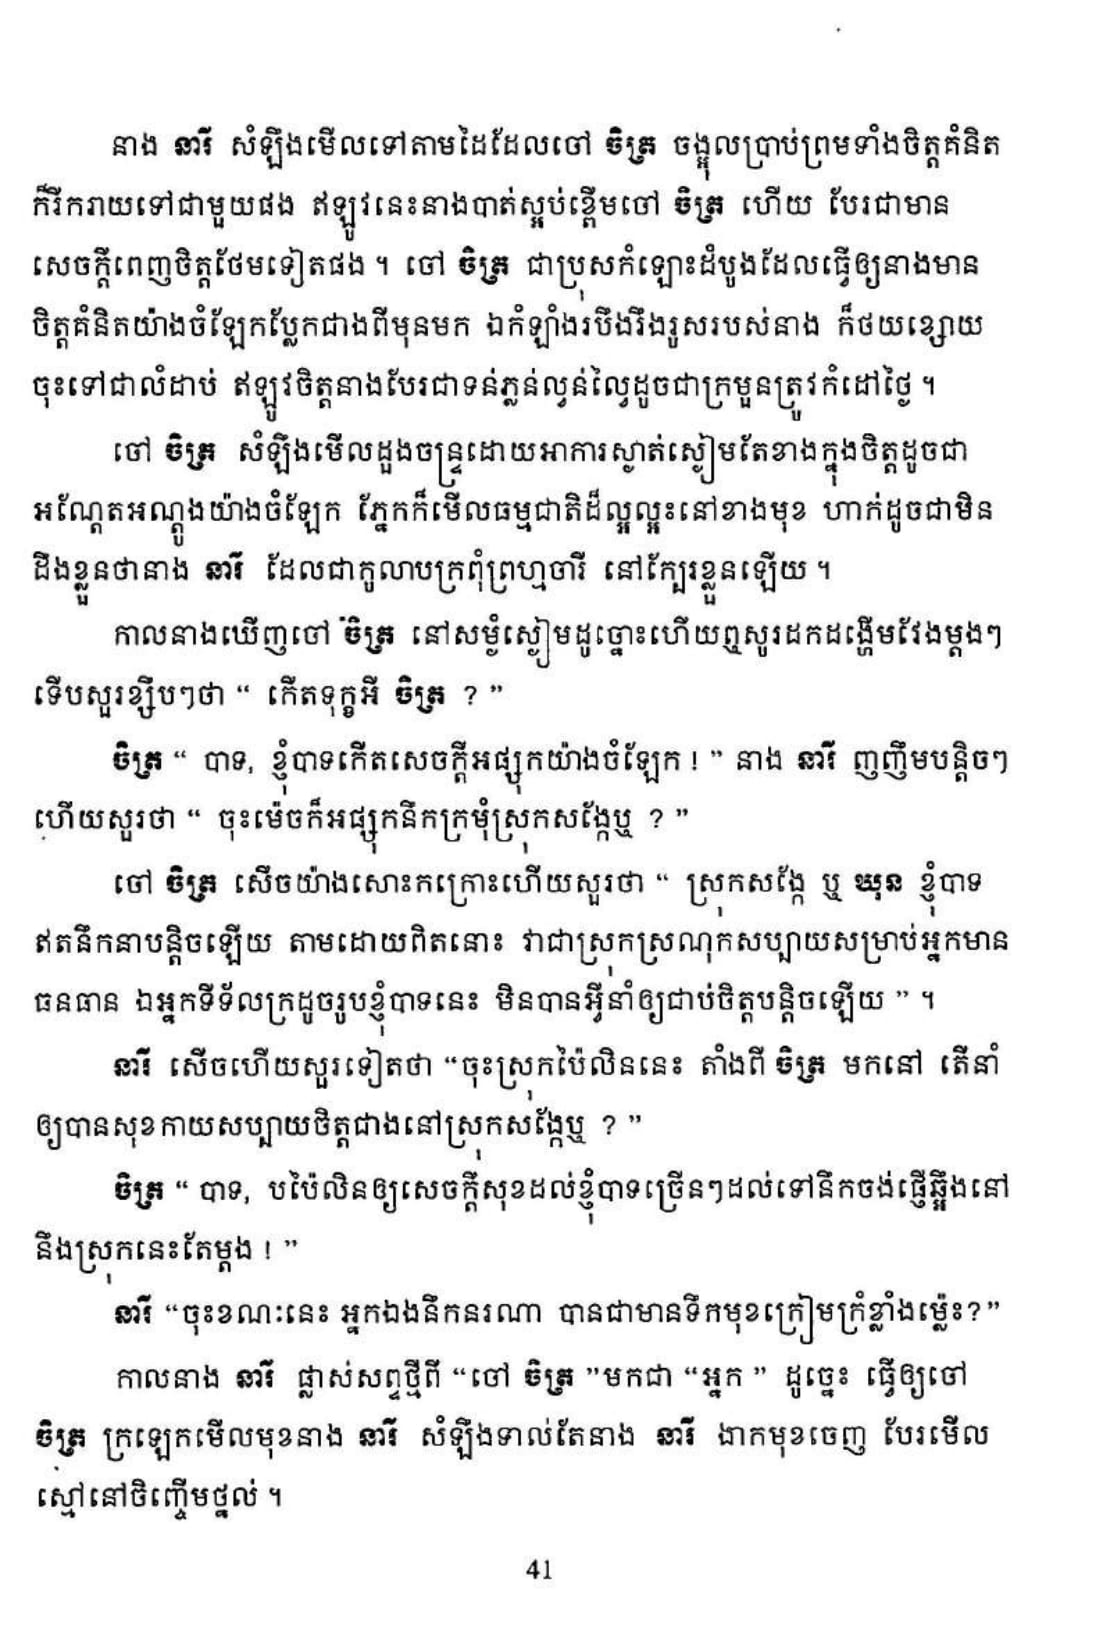 នាង នារី សំឡឹងមើលទៅតាមដៃដែលចៅ ចិត្រ ចង្អុលប្រាប់ព្រមទាំងចិត្តគំនិត
ក៏រីករាយទៅជាមួយផង ឥឡូវនេះនាងបាត់ស្អប់ខ្ពើមចៅ ចិត្រ ហើយ បែរជាមាន
សេចក្ដីពេញចិត្តថែមទៀតផង ។ ចៅ ចិត្រ ជាប្រុសកំឡោះដំបូងដែលធ្វើឲ្យនាងមាន
ចិត្តគំនិតយ៉ាងចំឡែកប្លែកជាងពីមុនមក ឯកំឡាំងរបឹងរឹងរូសរបស់នាង ក៏ថយខ្សោយ
ចុះទៅជាលំដាប់ ឥឡូវចិត្តនាងបែរជាទន់ភ្លន់ល្វន់ល្វៃដូចជាក្រមួនត្រូវកំដៅថ្ងៃ ។
ចៅ ចិត្រ សំឡឹងមើលដួងចន្ទ្រដោយអាការស្ងាត់ស្ងៀមតែខាងក្នុងចិត្តដូចជា
អណ្ដែតអណ្ដូងយ៉ាងចំឡែក ភ្នែកក៏មើលធម្មជាតិដ៏ល្អល្អះនៅខាងមុខ ហាក់ដូចជាមិន
ដឹងខ្លួនថានាង នារី ដែលជាកូលាបក្រពុំព្រហ្មចារី នៅក្បែរខ្លួនឡើយ ។
កាលនាងឃើញចៅ ចិត្រ នៅសម្ងំស្ងៀមដូច្នោះហើយឮសូរដកដង្ហើមវែងម្ដងៗ
ទើបសួរខ្សឹបៗថា “ កើតទុក្ខអី ចិត្រ ? ”
ចិត្រ “ បាទ, ខ្ញុំបាទកើតសេចក្ដីអផ្សុកយ៉ាងចំឡែក ! ” នាង នារី ញញឹមបន្តិចៗ
ហើយសួរថា “ ចុះម៉េចក៏អផ្សុកនឹកក្រមុំស្រុកសង្កែឬ ? ”
ចៅ ចិត្រ សើចយ៉ាងសោះកក្រោះហើយសួរថា “ ស្រុកសង្កែ ឬ ឃុន ខ្ញុំបាទ
ឥតនឹកនាបន្តិចឡើយ តាមដោយពិតនោះ វាជាស្រុកស្រណុកសប្បាយសម្រាប់អ្នកមាន
ធនធាន ឯអ្នកទីទ័លក្រដូចរូបខ្ញុំបាទនេះ មិនបានអ្វីនាំឲ្យជាប់ចិត្តបន្តិចឡើយ ” ។
នារី សើចហើយសួរទៀតថា “ចុះស្រុកប៉ៃលិននេះ តាំងពី ចិត្រ មកនៅ តើនាំ
ឲ្យបានសុខកាយសប្បាយចិត្តជាងនៅស្រុកសង្កែឬ ? ”
ចិត្រ “ បាទ, បប៉ៃលិនឲ្យសេចក្ដីសុខដល់ខ្ញុំបាទច្រើនៗដល់ទៅនឹកចង់ផ្ញើឆ្អឹងនៅ
នឹងស្រុកនេះតែម្ដង ! ”
នារី “ចុះខណៈនេះ អ្នកឯងនឹកនរណា បានជាមានទឹកមុខក្រៀមក្រំខ្លាំងម្ល៉េះ?”
កាលនាង នារី ផ្លាស់សព្ទថ្មីពី “ចៅ ចិត្រ ”មកជា “អ្នក ” ដូច្នេះ ធ្វើឲ្យចៅ
ចិត្រ ក្រឡេកមើលមុខនាង នារី សំឡឹងទាល់តែនាង នារី ងាកមុខចេញ បែរមើល
ស្មៅនៅចិញ្ចើមថ្នល់ ។
41